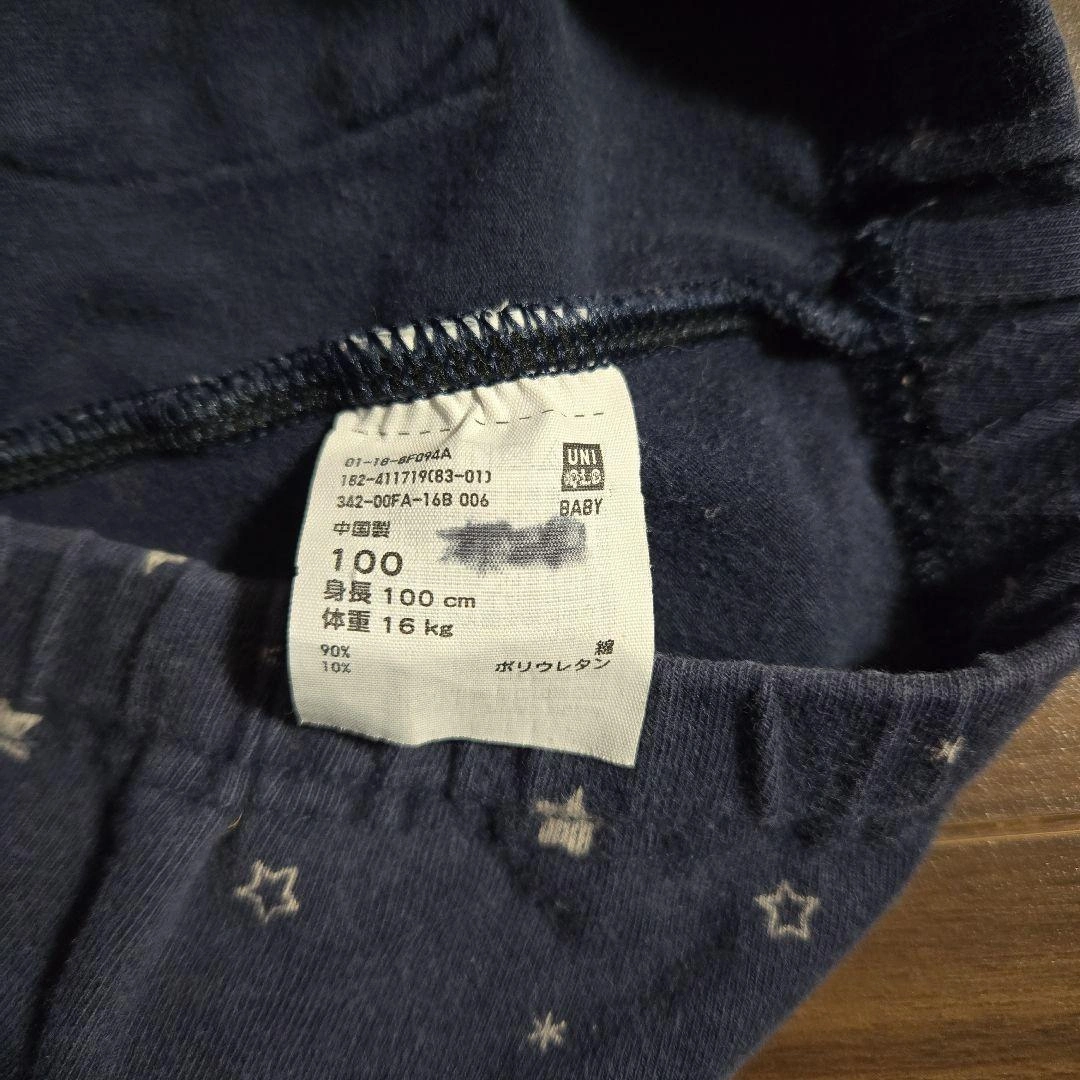 01-18-8F094A
182-411719(83-01)
342-00FA-16B 006
UNI
QLO
BABY
中国製
100
身長 100 cm
体重 16 kg
90% 綿
10% ポリウレタン